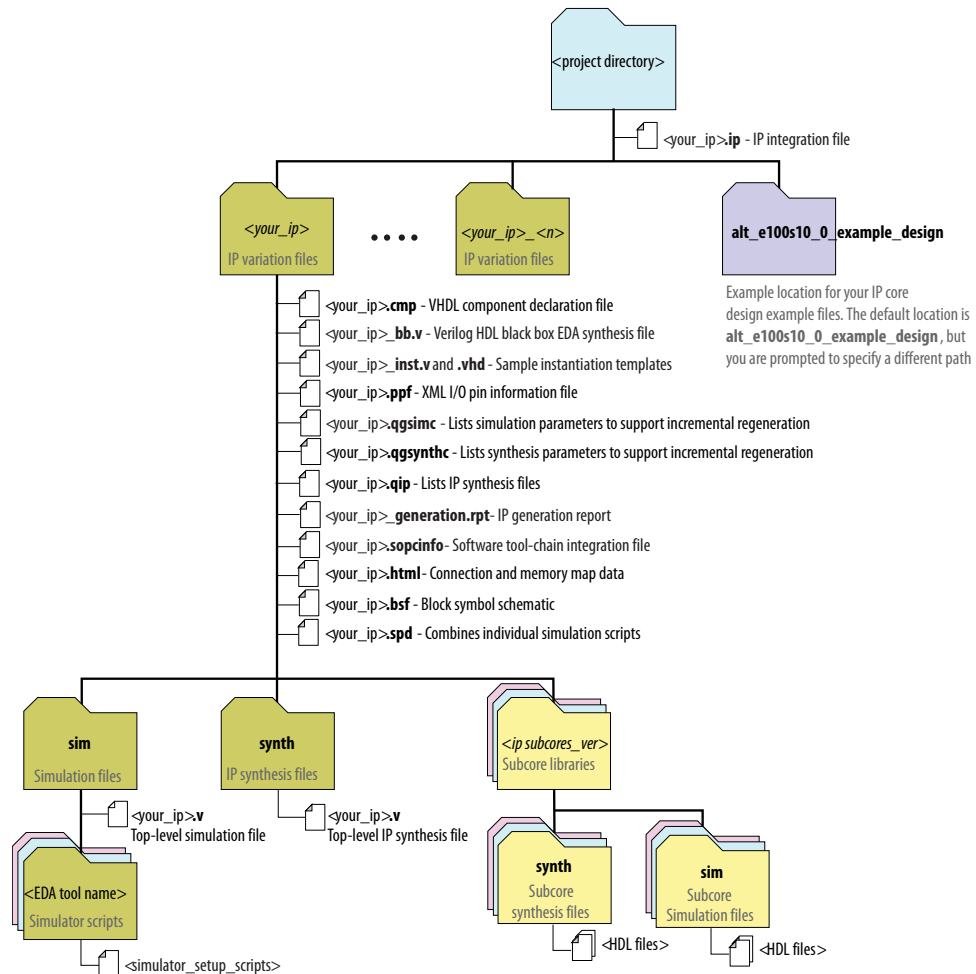 <project directory>
<your_ip>.ip - IP integration file
<your_ip>
IP variation files
<your_ip>_<n>
IP variation files
alt_e100s10_0_example_design
Example location for your IP core
design example files. The default location is
alt_e100s10_0_example_design, but
you are prompted to specify a different path
<your_ip>.cmp - VHDL component declaration file
<your_ip>_bb.v - Verilog HDL black box EDA synthesis file
<your_ip>_inst.v and .vhd - Sample instantiation templates
<your_ip>.ppf - XML I/O pin information file
<your_ip>.qgsimc - Lists simulation parameters to support incremental regeneration
<your_ip>.qgsynthc - Lists synthesis parameters to support incremental regeneration
<your_ip>.qip - Lists IP synthesis files
<your_ip>_generation.rpt- IP generation report
<your_ip>.sopcinfo- Software tool-chain integration file
<your_ip>.html- Connection and memory map data
<your_ip>.bsf - Block symbol schematic
<your_ip>.spd - Combines individual simulation scripts
sim
Simulation files
synth
IP synthesis files
<ip subcores_ver>
Subcore libraries
<your_ip>.v
Top-level simulation file
<your_ip>.v
Top-level IP synthesis file
<EDA tool name>
Simulator scripts
<simulator_setup_scripts>
synth
Subcore
synthesis files
<HDL files>
sim
Subcore
Simulation files
<HDL files>